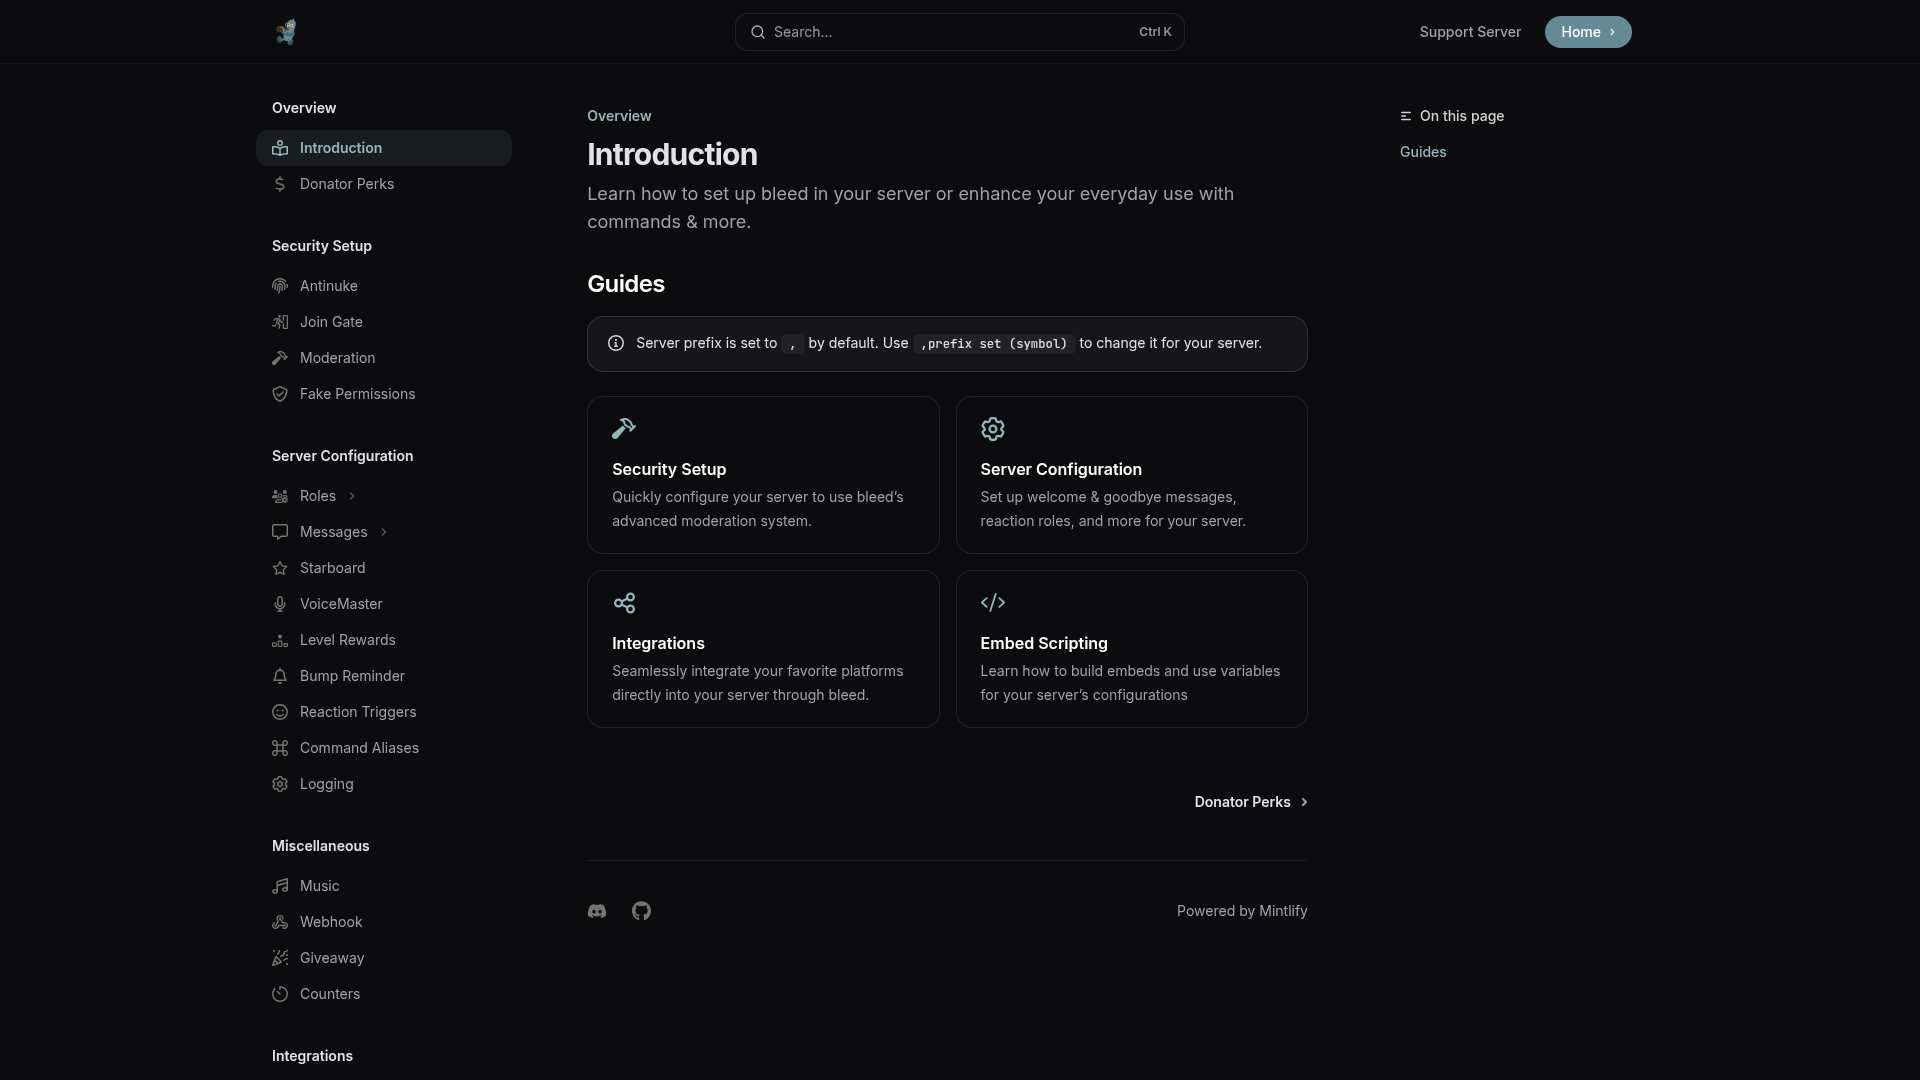 Search...
Ctrl K
Support Server
Home
Overview
Introduction
Donator Perks
Security Setup
Antinuke
Join Gate
Moderation
Fake Permissions
Server Configuration
Roles
Messages
Starboard
VoiceMaster
Level Rewards
Bump Reminder
Reaction Triggers
Command Aliases
Logging
Miscellaneous
Music
Webhook
Giveaway
Counters
Integrations
Overview
Introduction
Learn how to set up bleed in your server or enhance your everyday use with
commands & more.
Guides
Server prefix is set to , by default. Use ,prefix set (symbol) to change it for your server.
Security Setup
Quickly configure your server to use bleed’s
advanced moderation system.
Server Configuration
Set up welcome & goodbye messages,
reaction roles, and more for your server.
Integrations
Seamlessly integrate your favorite platforms
directly into your server through bleed.
Embed Scripting
Learn how to build embeds and use variables
for your server’s configurations
Donator Perks
Powered by Mintlify
On this page
Guides